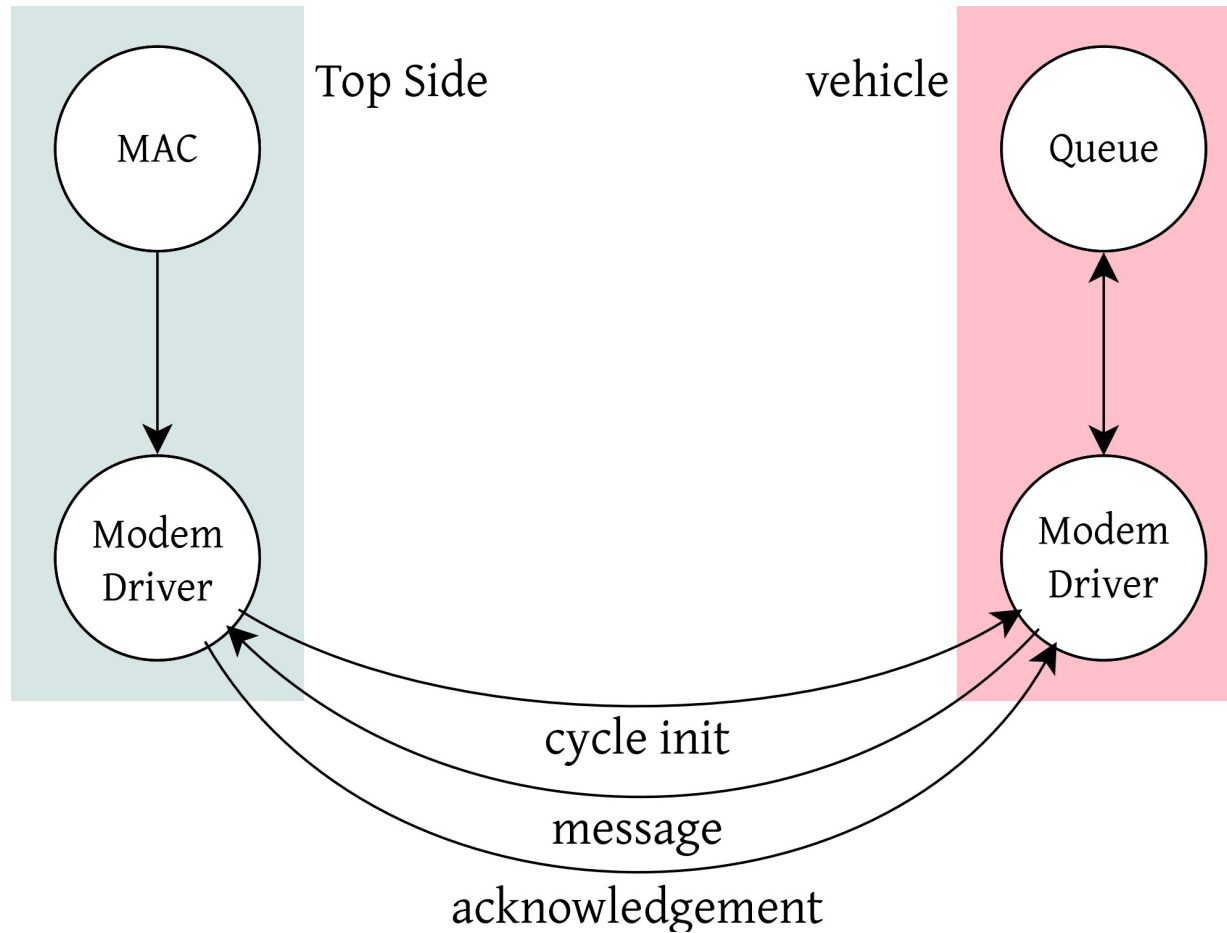 MAC
Top Side
vehicle
Queue
Modem
Driver
Modem
Driver
cycle init
message
acknowledgement